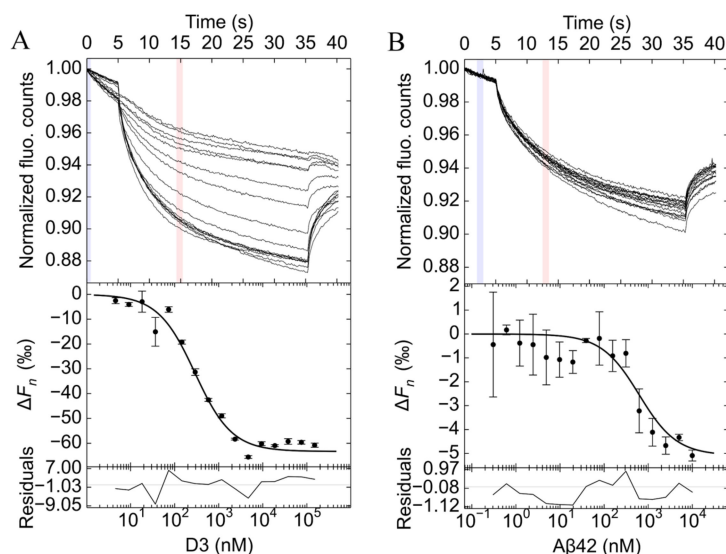 A
Time (s)
0 5 10 15 20 25 30 35 40
1.00
0.98
0.96
0.94
0.92
0.90
0.88
Normalized fluo. counts
0
−10
−20
−30
−40
−50
−60
ΔFn (‰)
7.00
−1.03
−9.05
Residuals
10^1 10^2 10^3 10^4 10^5
D3 (nM)
B
Time (s)
0 5 10 15 20 25 30 35 40
1.00
0.98
0.96
0.94
0.92
0.90
0.88
Normalized fluo. counts
2
1
0
−1
−2
−3
−4
−5
ΔFn (‰)
0.97
−0.08
−1.12
Residuals
10^−1 10^0 10^1 10^2 10^3 10^4
Aβ42 (nM)